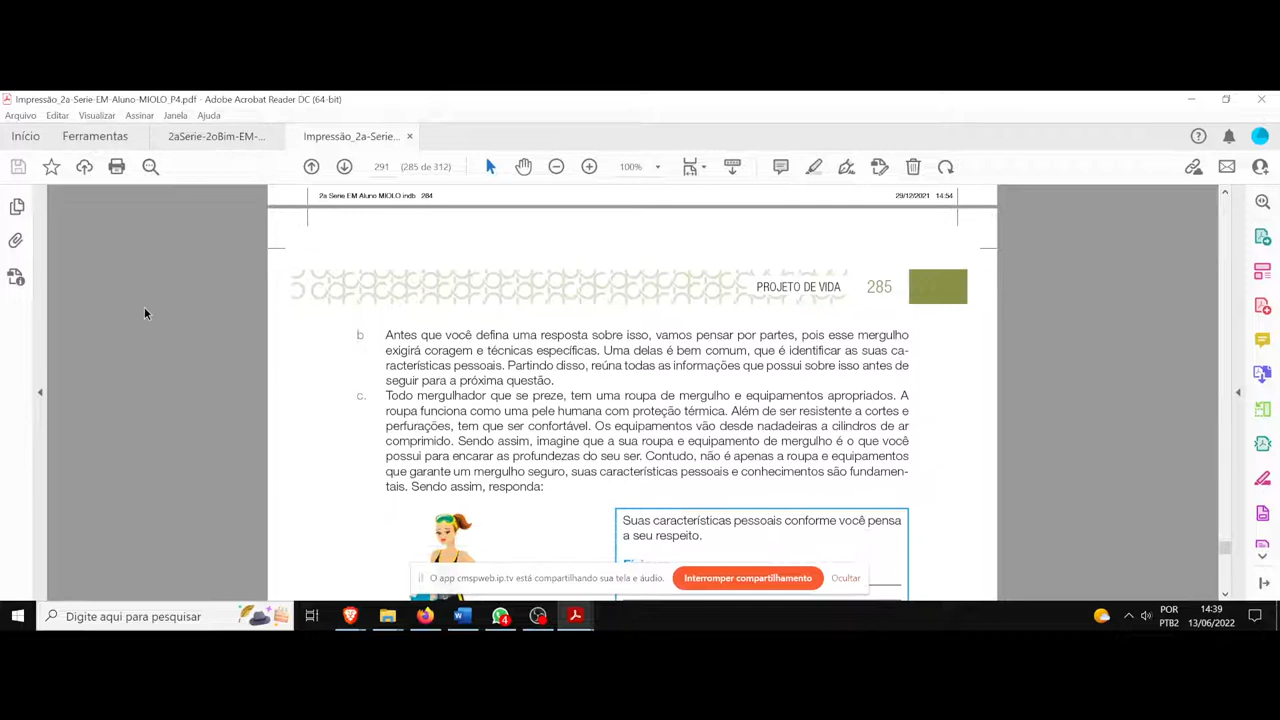 Impressão_2a-Serie-EM-Aluno-MIOLO_P4.pdf - Adobe Acrobat Reader DC (64-bit)
Arquivo Editar Visualizar Assinar Janela Ajuda
Início Ferramentas 2aSerie-2oBim-EM-... Impressão_2a-Serie... ×
291 (285 de 312) 100%
2a Serie EM Aluno MIOLO.indb 284 29/12/2021 14:54
PROJETO DE VIDA 285
b Antes que você defina uma resposta sobre isso, vamos pensar por partes, pois esse mergulho
exigirá coragem e técnicas específicas. Uma delas é bem comum, que é identificar as suas ca-
racterísticas pessoais. Partindo disso, reúna todas as informações que possui sobre isso antes de
seguir para a próxima questão.
c. Todo mergulhador que se preze, tem uma roupa de mergulho e equipamentos apropriados. A
roupa funciona como uma pele humana com proteção térmica. Além de ser resistente a cortes e
perfurações, tem que ser confortável. Os equipamentos vão desde nadadeiras a cilindros de ar
comprimido. Sendo assim, imagine que a sua roupa e equipamento de mergulho é o que você
possui para encarar as profundezas do seu ser. Contudo, não é apenas a roupa e equipamentos
que garante um mergulho seguro, suas características pessoais e conhecimentos são fundamen-
tais. Sendo assim, responda:
Suas características pessoais conforme você pensa
a seu respeito.
O app cmspweb.ip.tv está compartilhando sua tela e áudio. Interromper compartilhamento Ocultar
Digite aqui para pesquisar
4
POR
PTB2
14:39
13/06/2022